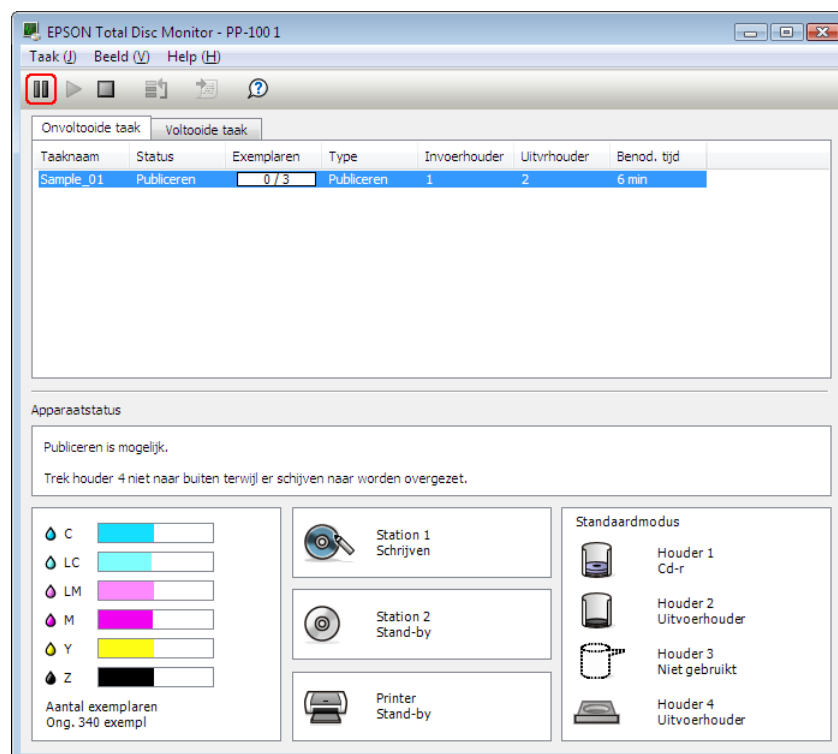 EPSON Total Disc Monitor - PP-100 1
Taak (J) Beeld (V) Help (H)
Onvoltooide taak Voltooide taak
Taaknaam Status Exemplaren Type Invoerhouder Uitvrhouder Benod. tijd
Sample_01 Publiceren 0 / 3 Publiceren 1 2 6 min
Apparaatstatus
Publiceren is mogelijk.
Trek houder 4 niet naar buiten terwijl er schijven naar worden overgezet.
C
LC
LM
M
Y
Z
Aantal exemplaren
Ong. 340 exempl
Station 1
Schrijven
Station 2
Stand-by
Printer
Stand-by
Standaardmodus
Houder 1
Cd-r
Houder 2
Uitvoerhouder
Houder 3
Niet gebruikt
Houder 4
Uitvoerhouder